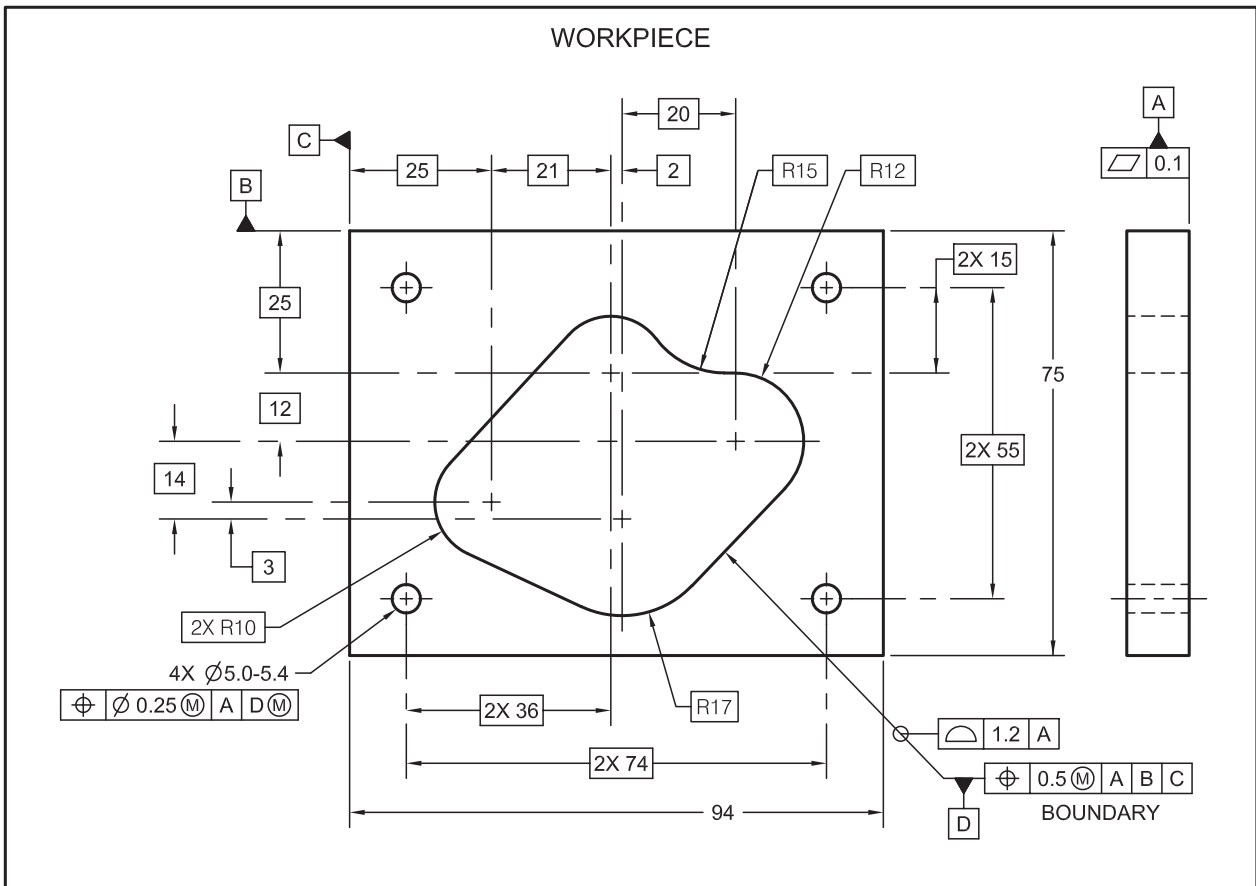 WORKPIECE
20
A
C
25
21
2
R15
R12
⏥ 0.1
B
2X 15
25
75
12
2X 55
14
3
2X R10
4X ∅5.0-5.4
⌖ ∅ 0.25 Ⓜ A D Ⓜ
2X 36
R17
⌓ 1.2 A
2X 74
⌖ 0.5 Ⓜ A B C
94
D
BOUNDARY